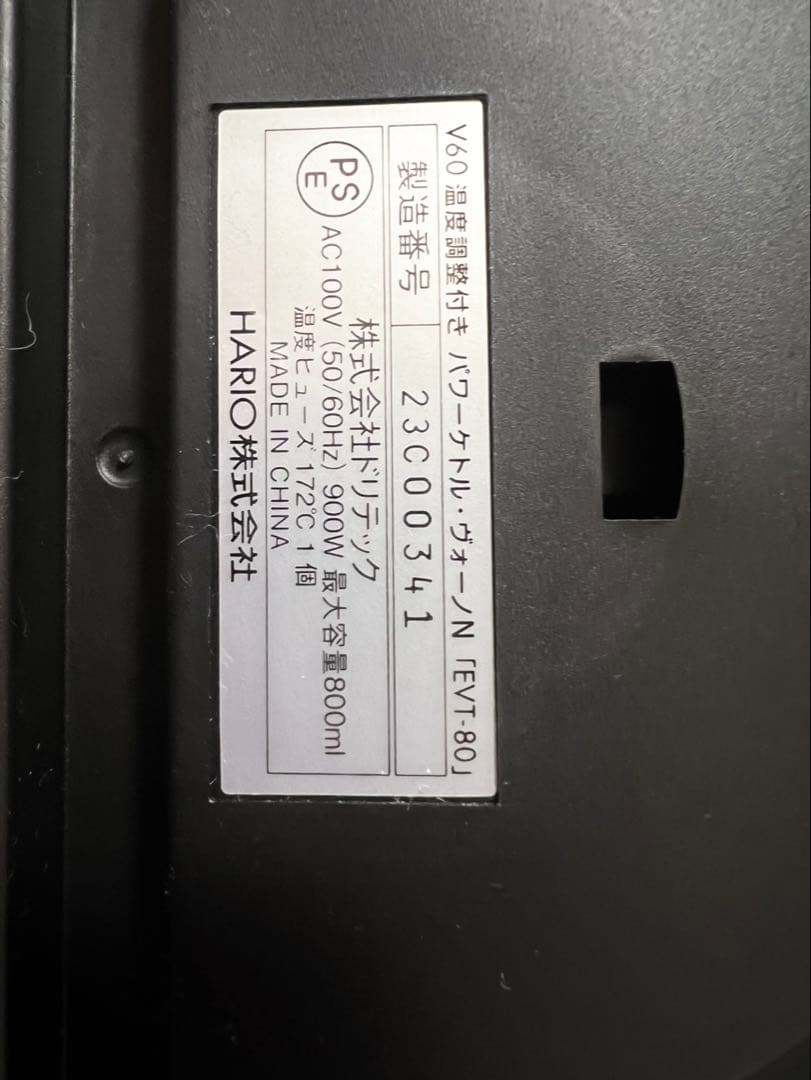 V60 温度調整付き パワーケトル・ヴォーノN「EVT-80」
製造番号 23C00341
PSE 株式会社ドリテック
AC100V (50/60Hz) 900W 最大容量800ml
温度ヒューズ 172℃ 1個
MADE IN CHINA
HARIO株式会社